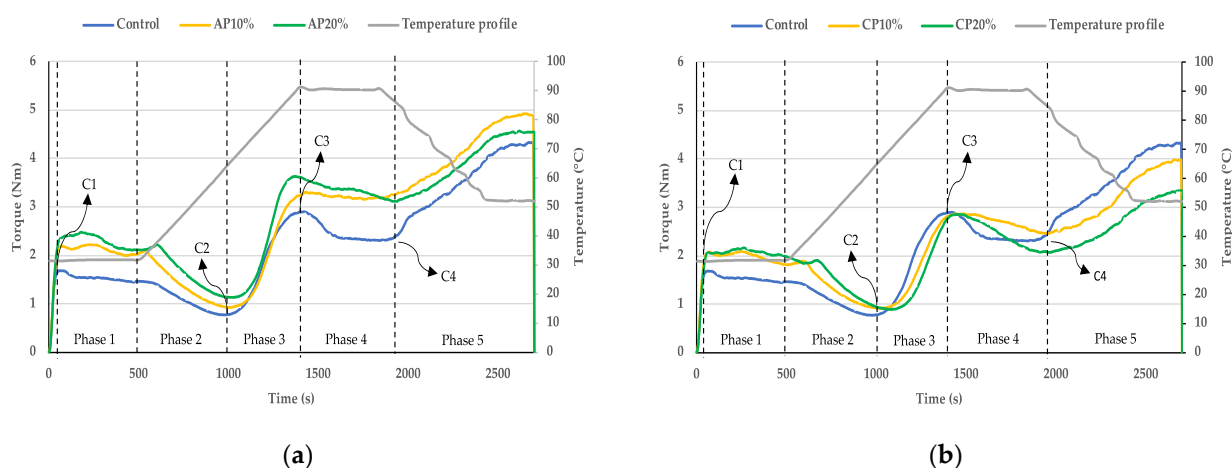 (a)
Control AP10% AP20% Temperature profile
Torque (Nm)
6
5
4
3
2
1
0
100
90
80
70
60
50
40
30
20
10
0
Temperature (°C)
C1
C2
C3
C4
Phase 1 Phase 2 Phase 3 Phase 4 Phase 5
0 500 1000 1500 2000 2500
Time (s)
(b)
Control CP10% CP20% Temperature profile
Torque (Nm)
6
5
4
3
2
1
0
100
90
80
70
60
50
40
30
20
10
0
Temperature (°C)
C1
C2
C3
C4
Phase 1 Phase 2 Phase 3 Phase 4 Phase 5
0 500 1000 1500 2000 2500
Time (s)